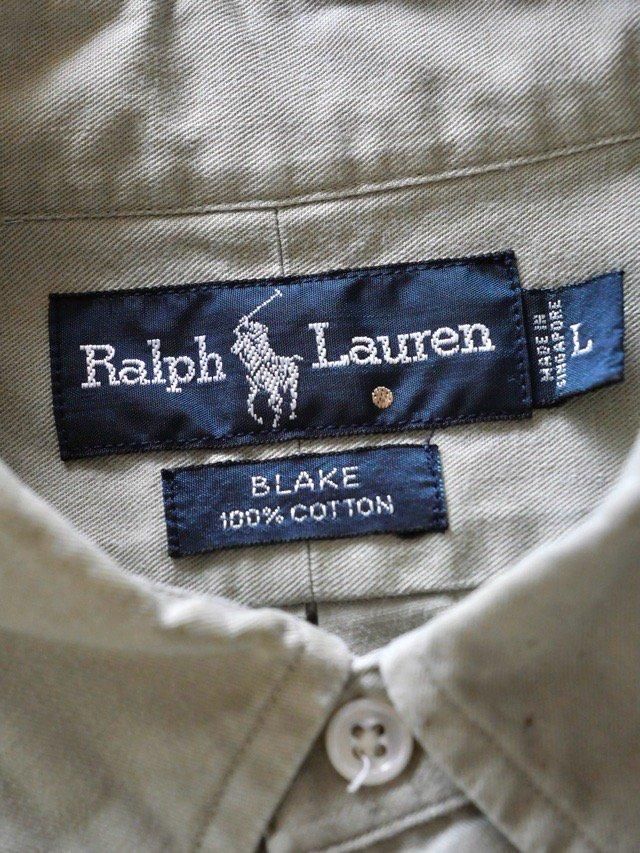 Ralph Lauren
MADE IN
SINGAPORE
L
BLAKE
100% COTTON